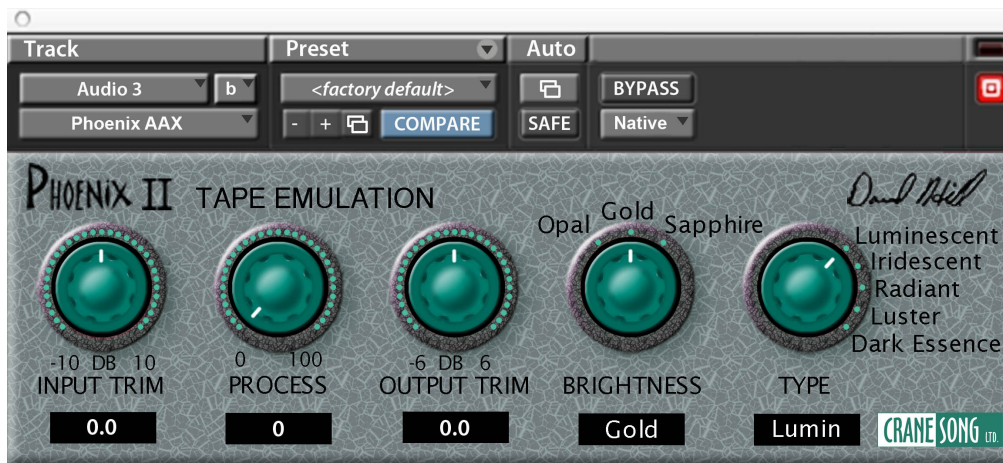 Track Preset Auto
Audio 3 b <factory default> BYPASS
Phoenix AAX - + COMPARE SAFE Native
PHOENIX II TAPE EMULATION David Hill
Opal Gold Sapphire
Luminescent
Iridescent
Radiant
Luster
Dark Essence
-10 DB 10 0 100 -6 DB 6
INPUT TRIM PROCESS OUTPUT TRIM BRIGHTNESS TYPE
0.0 0 0.0 Gold Lumin CRANE SONG LTD.